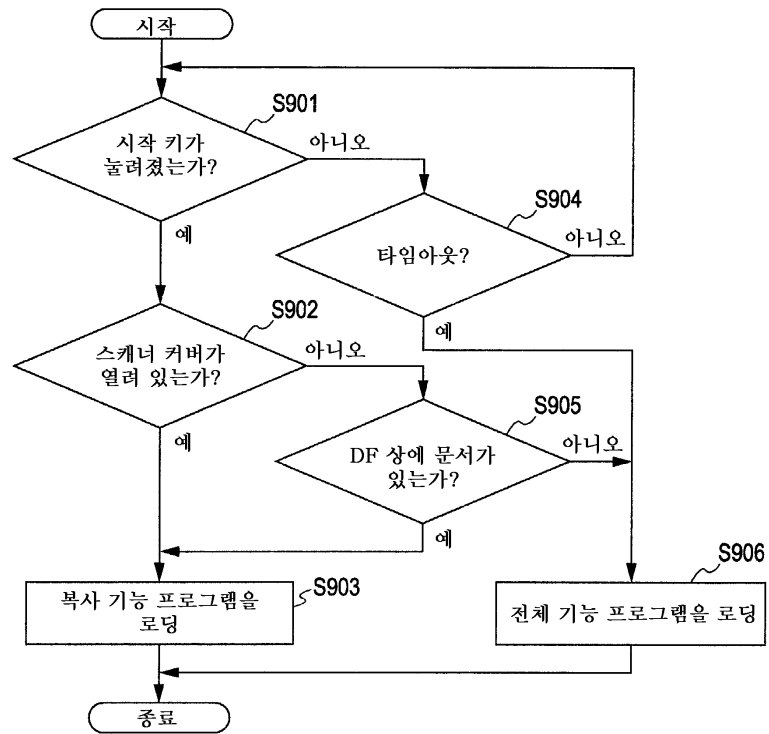 시작
S901
시작 키가
눌려졌는가?
아니오
예
S904
타임아웃?
아니오
예
S902
스캐너 커버가
열려 있는가?
아니오
예
S905
DF 상에 문서가
있는가?
아니오
예
S903
복사 기능 프로그램을
로딩
S906
전체 기능 프로그램을 로딩
종료